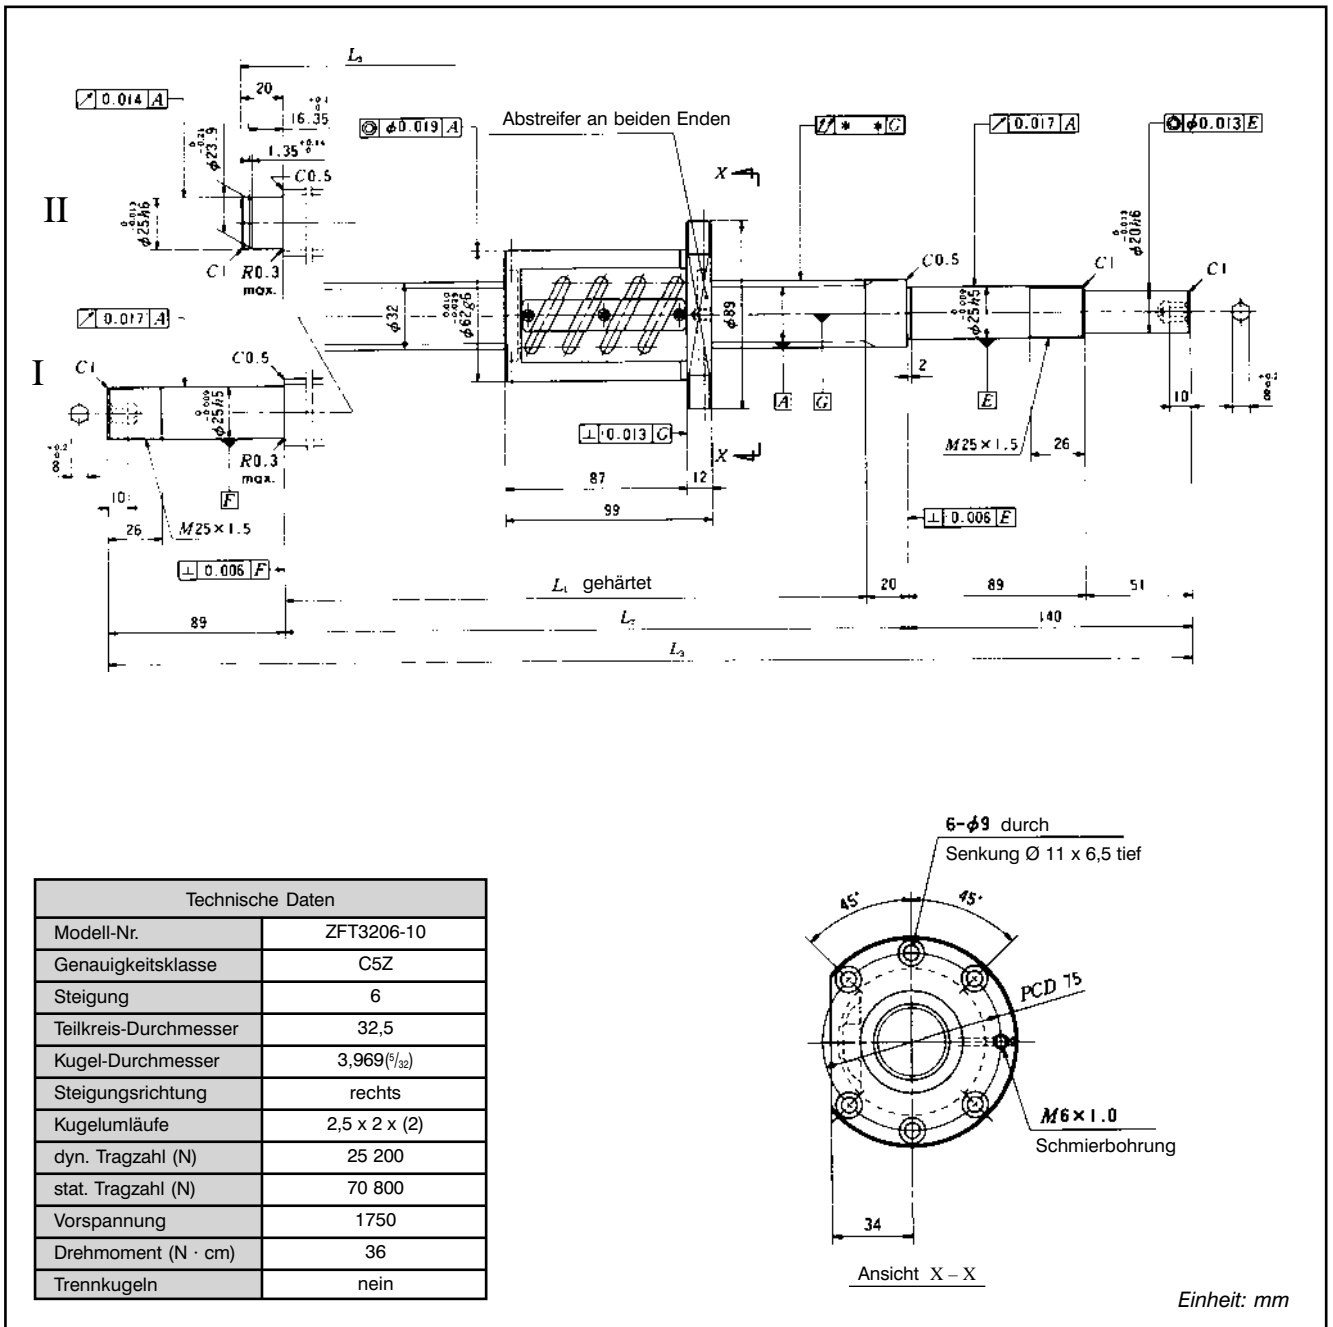 L₃
20
0.014 A
16.35
φ0.019 A
Abstreifer an beiden Enden
* * G
0.017 A
φ0.013 E
φ23.9
1.35 +0.14
C0.5
X
II
φ25h6
C1
R0.3
max.
φ32
φ62g6
φ89
C0.5
φ25h5
C1
φ20h6
C1
0.017 A
I
C1
C0.5
φ25h5
R0.3
max.
A
G
E
2
10
⊥ 0.013 G
X
M25×1.5
26
F
10
26
M25×1.5
87
12
99
⊥ 0.006 E
⊥ 0.006 F
L₁ gehärtet
20
89
51
89
L₂
140
L₃
6-φ9 durch
Senkung Ø 11 x 6,5 tief
45°
45°
PCD 75
M6×1.0
Schmierbohrung
34
Ansicht X – X
Technische Daten
Modell-Nr. ZFT3206-10
Genauigkeitsklasse C5Z
Steigung 6
Teilkreis-Durchmesser 32,5
Kugel-Durchmesser 3,969(5/32)
Steigungsrichtung rechts
Kugelumläufe 2,5 x 2 x (2)
dyn. Tragzahl (N) 25 200
stat. Tragzahl (N) 70 800
Vorspannung 1750
Drehmoment (N · cm) 36
Trennkugeln nein
Einheit: mm